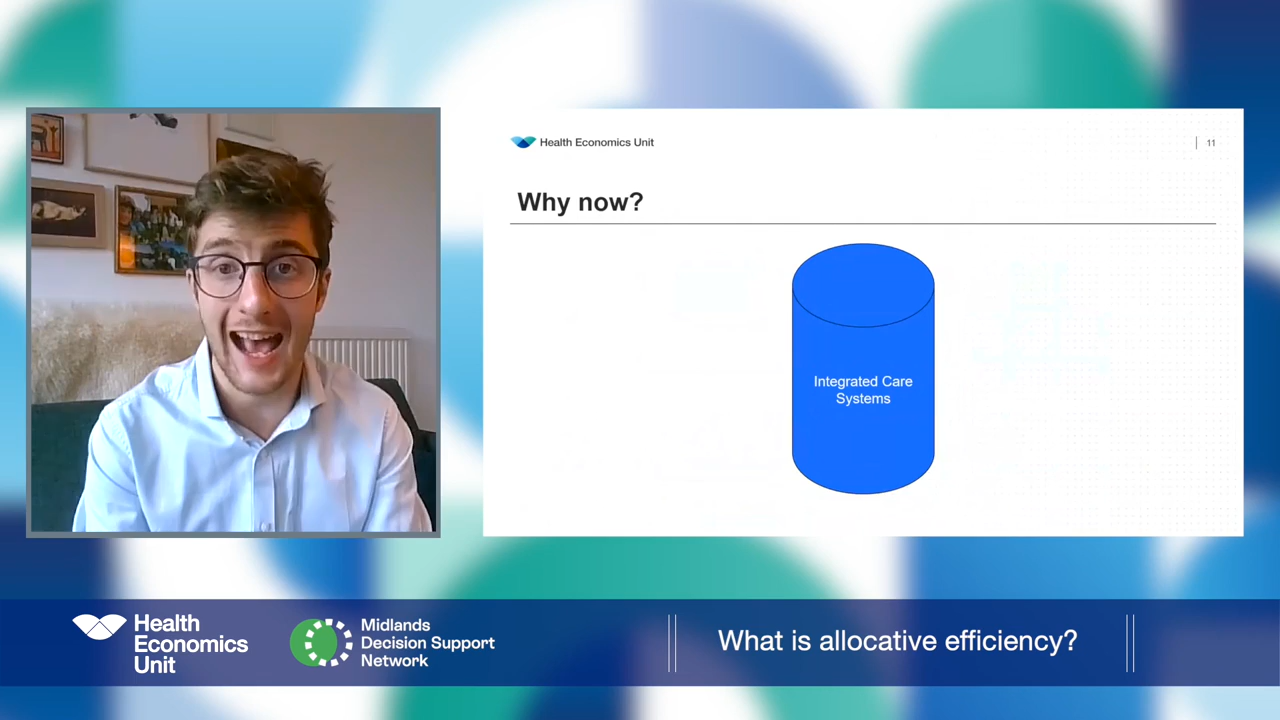 Health Economics Unit
11
Why now?
Integrated Care
Systems
Health
Economics
Unit
Midlands
Decision Support
Network
What is allocative efficiency?